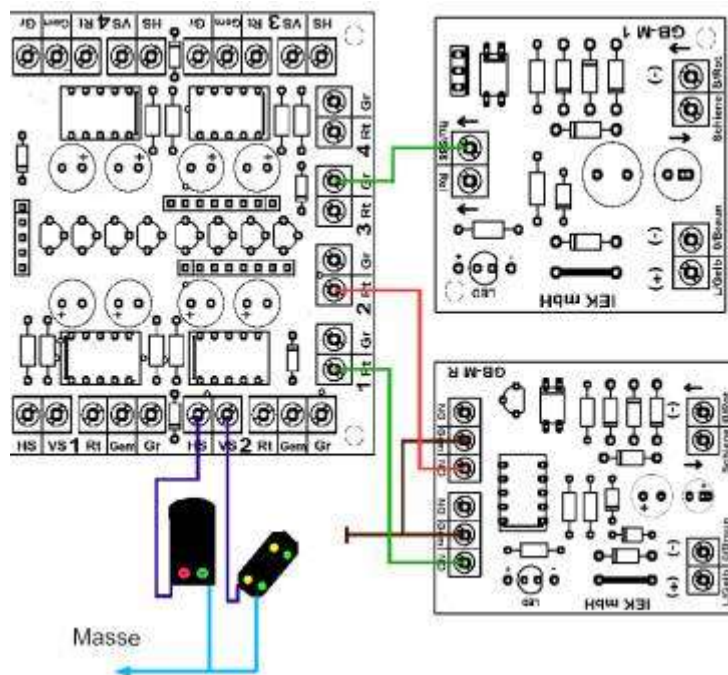 Gr Gem Rt 4 VS HS Gr Gem Rt 3 VS HS
Gr
Rt
4
Gr
Rt
3
Gr
Rt
2
Gr
Rt
1
HS VS 1 Rt Gem Gr HS VS 2 Rt Gem Gr
GB-M 1
(-)
Rxl
(-)
(+)
+ LED -
IEK mbH
GB-M R
(-)
(-)
(+)
+ LED -
IEK mbH
Masse